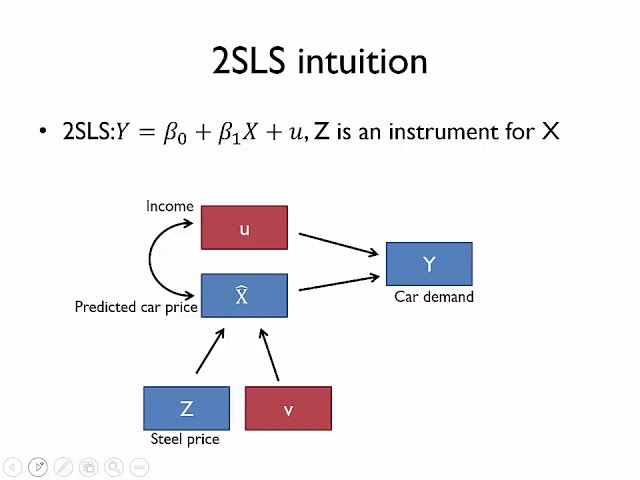 2SLS intuition
• 2SLS:Y = β₀ + β₁X + u, Z is an instrument for X
Income
u
Y
X̂
Predicted car price
Car demand
Z
v
Steel price